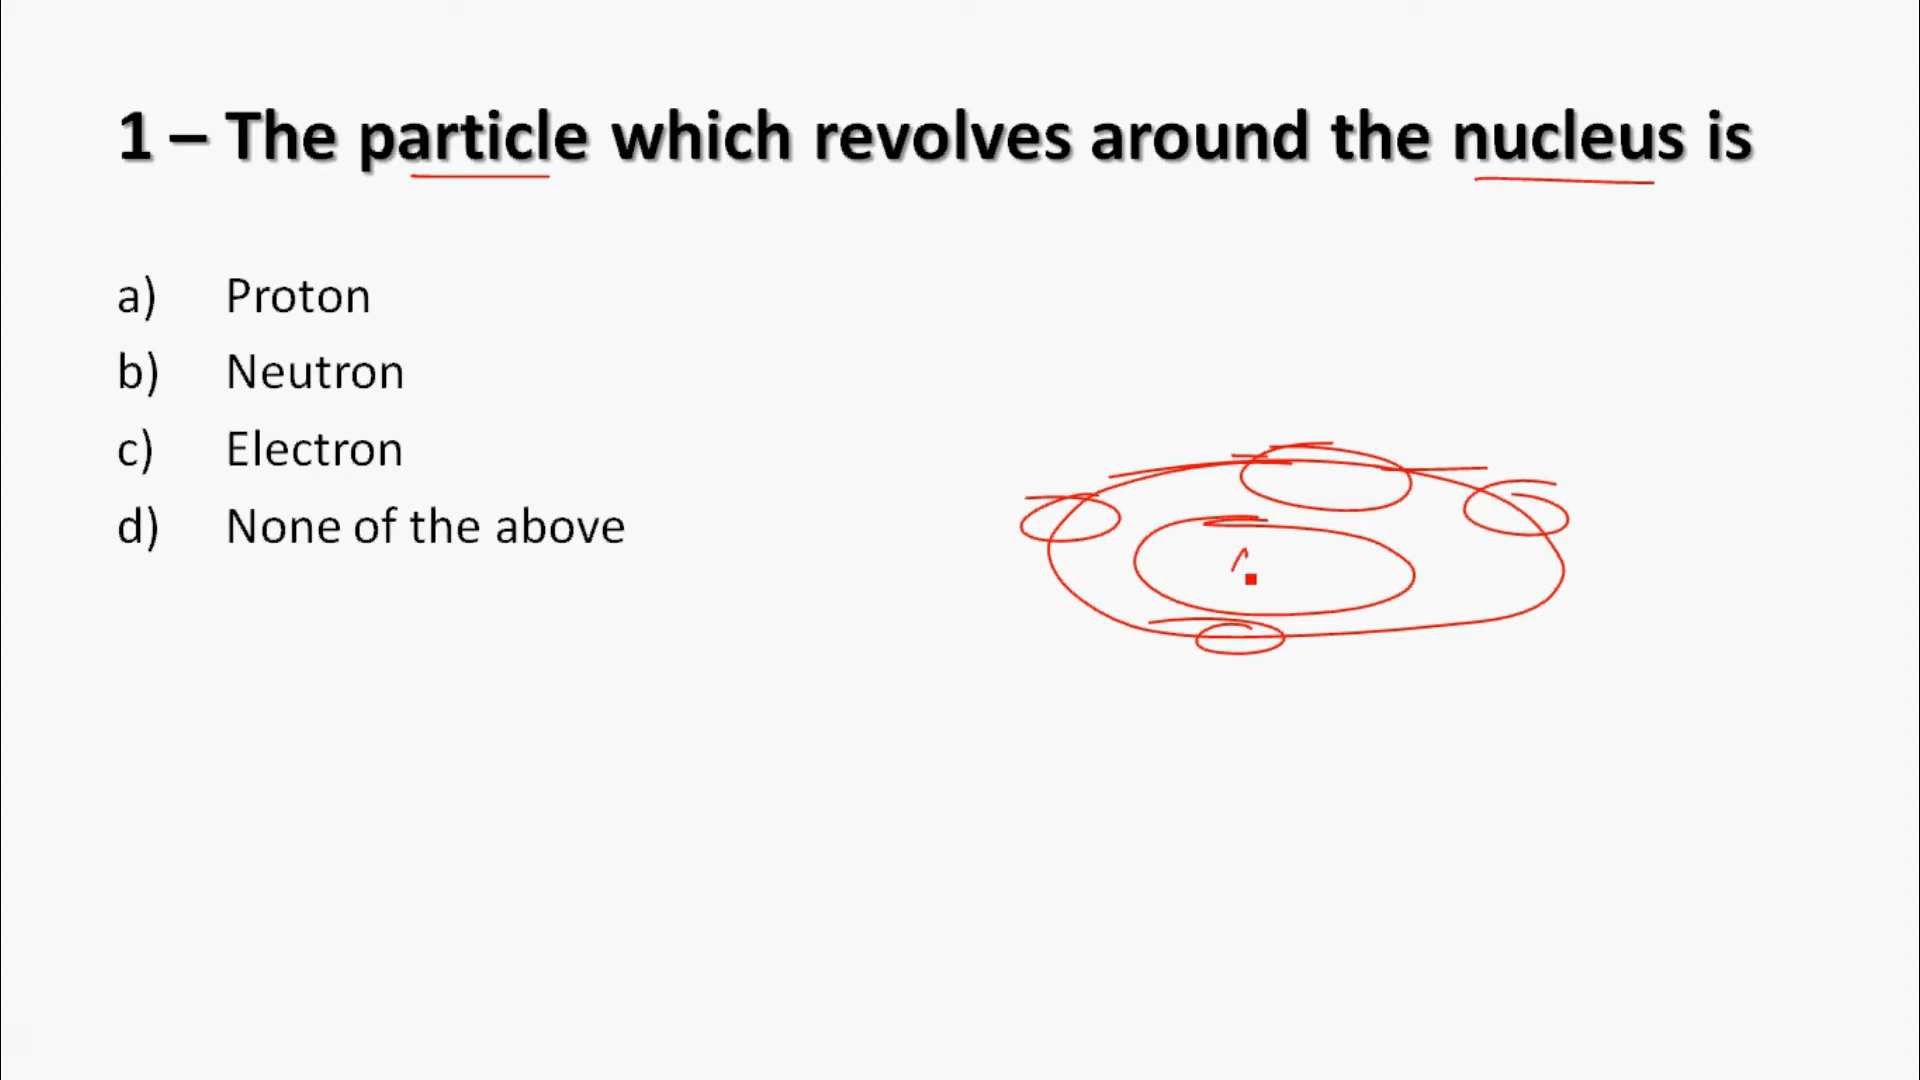 1 – The particle which revolves around the nucleus is
a) Proton
b) Neutron
c) Electron
d) None of the above